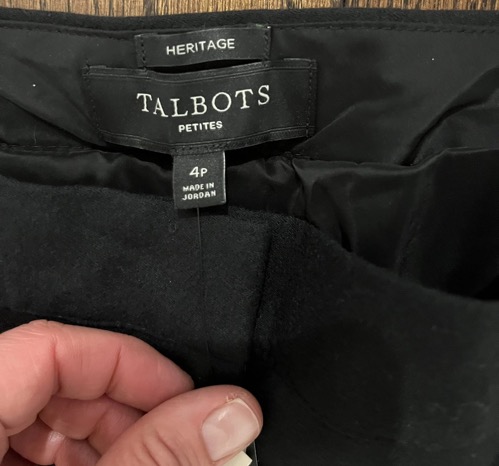 HERITAGE
TALBOTS
PETITES
4P
MADE IN
JORDAN